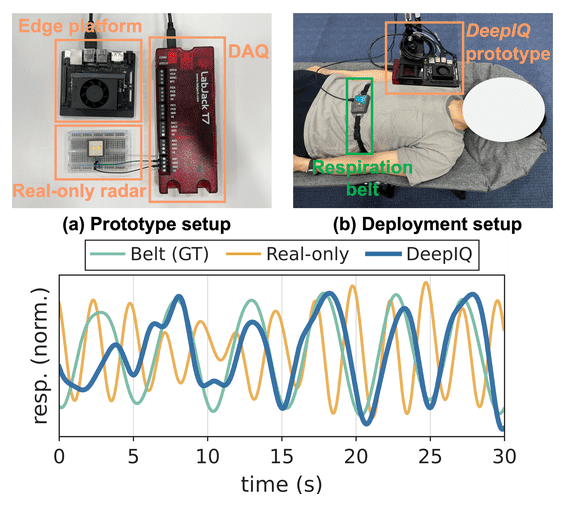 Edge platform
DAQ
LabJack T7
Real-only radar
DeepIQ
prototype
Respiration
belt
(a) Prototype setup
(b) Deployment setup
Belt (GT)
Real-only
DeepIQ
resp. (norm.)
0
5
10
15
20
25
30
time (s)